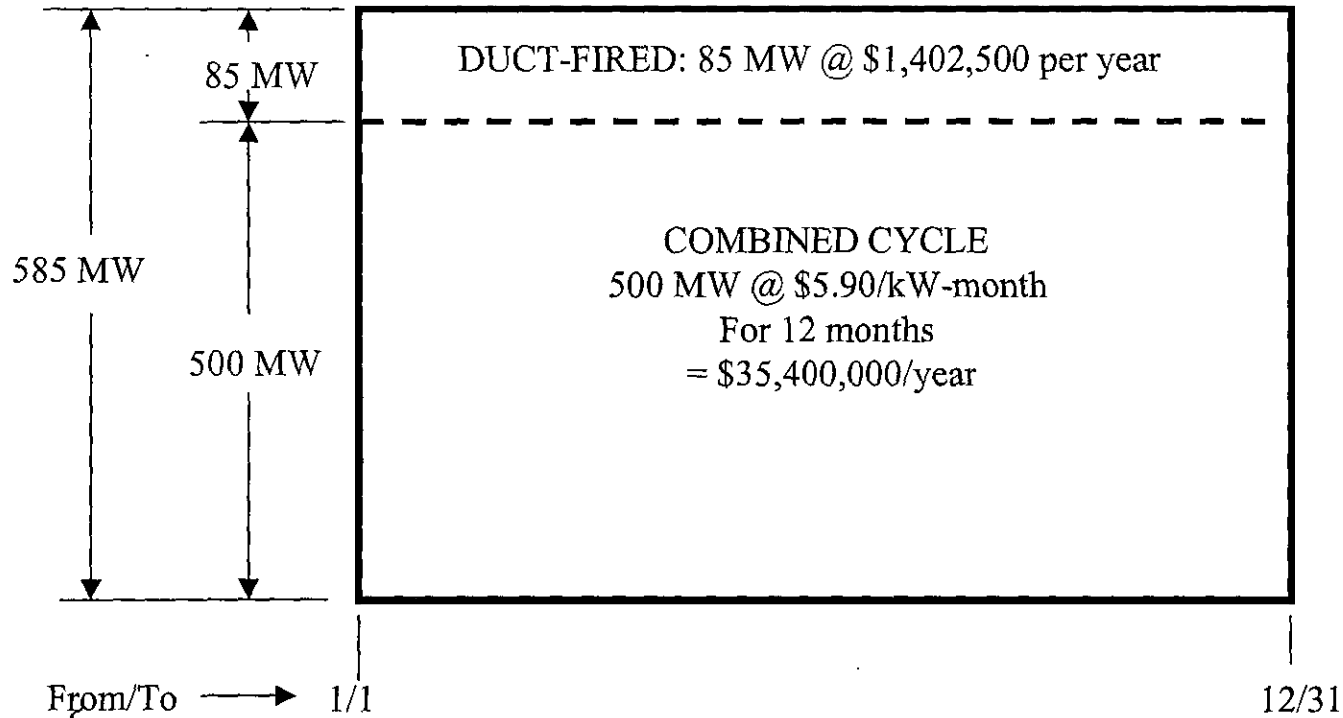 DUCT-FIRED: 85 MW @ $1,402,500 per year
85 MW
COMBINED CYCLE
500 MW @ $5.90/kW-month
For 12 months
= $35,400,000/year
585 MW
500 MW
From/To 1/1 12/31